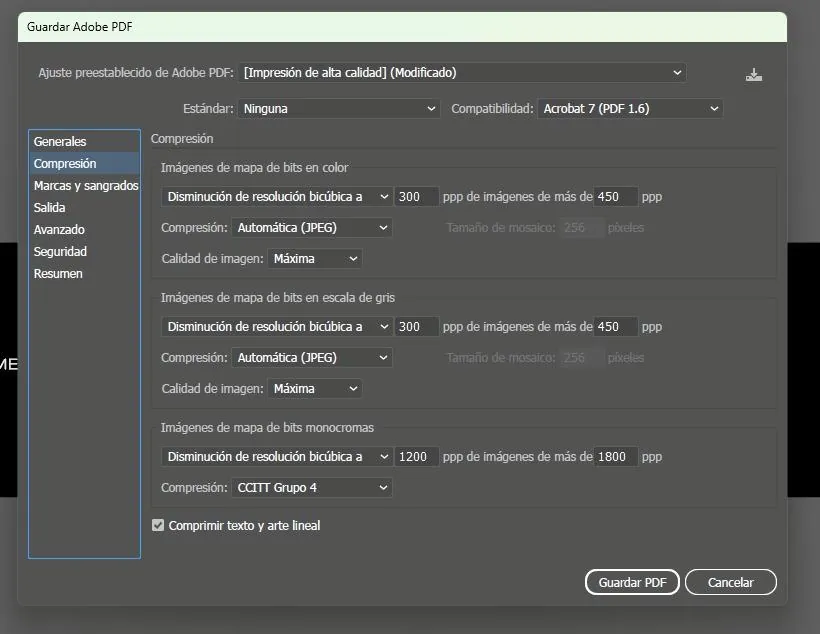 Guardar Adobe PDF
Ajuste preestablecido de Adobe PDF: [Impresión de alta calidad] (Modificado)
Estándar: Ninguna Compatibilidad: Acrobat 7 (PDF 1.6)
Generales
Compresión
Marcas y sangrados
Salida
Avanzado
Seguridad
Resumen
Compresión
Imágenes de mapa de bits en color
Disminución de resolución bicúbica a 300 ppp de imágenes de más de 450 ppp
Compresión: Automática (JPEG) Tamaño de mosaico: 256 píxeles
Calidad de imagen: Máxima
Imágenes de mapa de bits en escala de gris
Disminución de resolución bicúbica a 300 ppp de imágenes de más de 450 ppp
Compresión: Automática (JPEG) Tamaño de mosaico: 256 píxeles
Calidad de imagen: Máxima
Imágenes de mapa de bits monocromas
Disminución de resolución bicúbica a 1200 ppp de imágenes de más de 1800 ppp
Compresión: CCITT Grupo 4
Comprimir texto y arte lineal
Guardar PDF Cancelar
ME